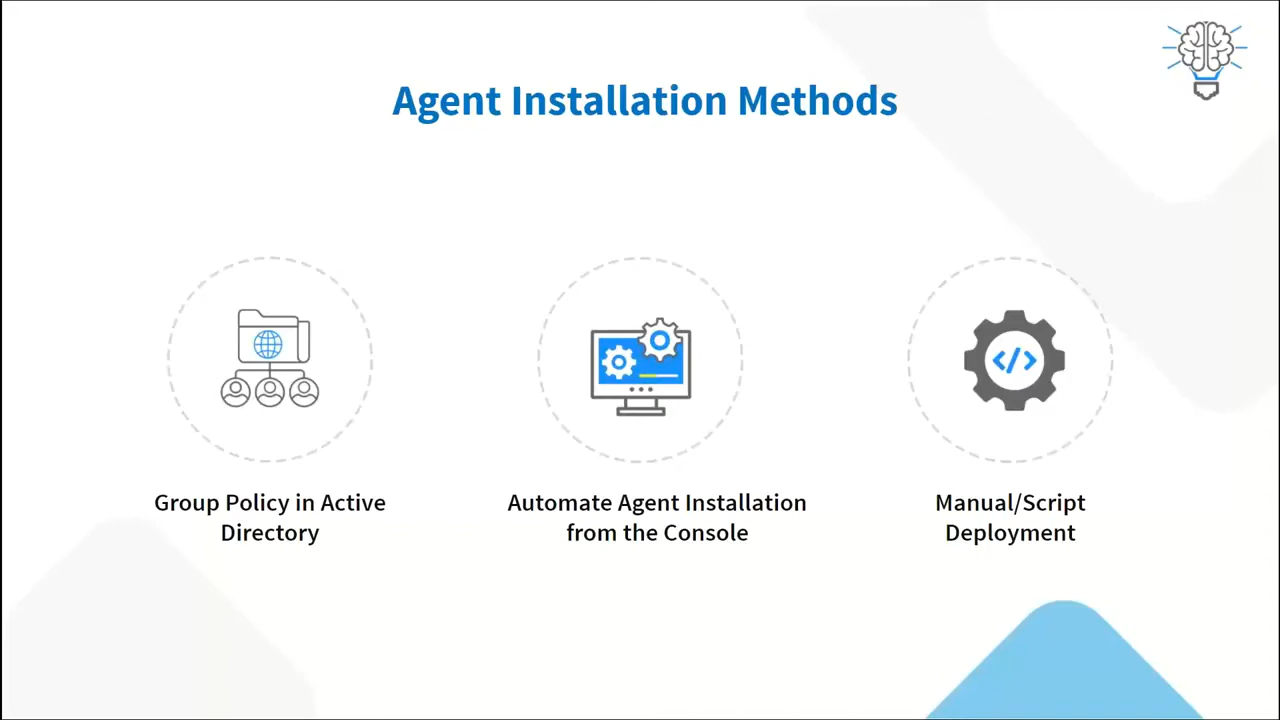 Agent Installation Methods
Group Policy in Active
Directory
Automate Agent Installation
from the Console
Manual/Script
Deployment